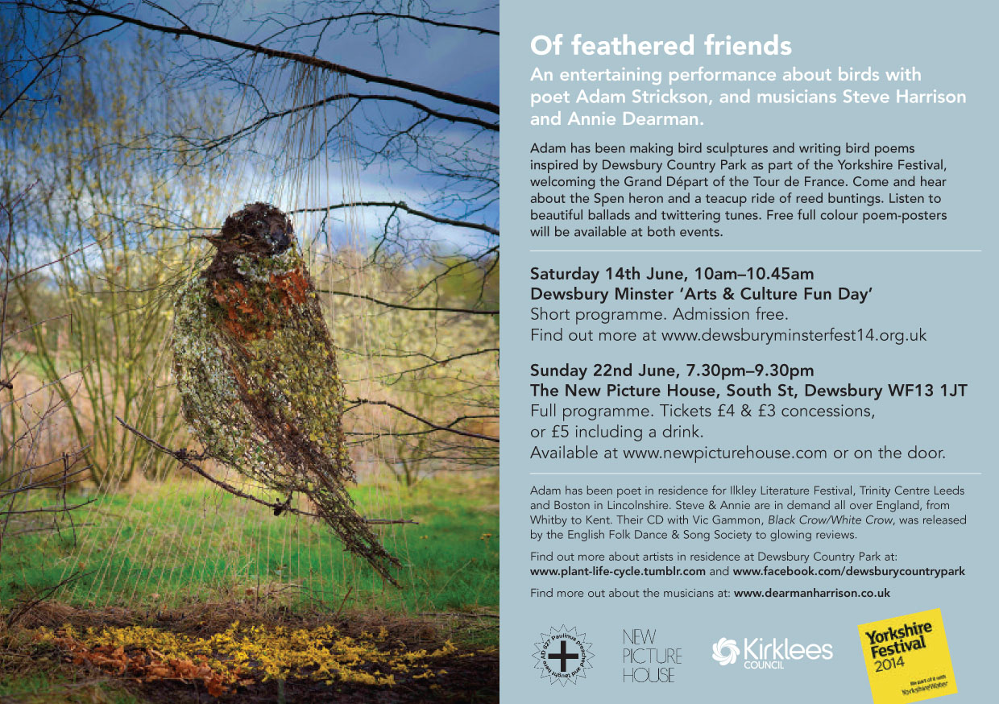 Of feathered friends
An entertaining performance about birds with
poet Adam Strickson, and musicians Steve Harrison
and Annie Dearman.
Adam has been making bird sculptures and writing bird poems
inspired by Dewsbury Country Park as part of the Yorkshire Festival,
welcoming the Grand Départ of the Tour de France. Come and hear
about the Spen heron and a teacup ride of reed buntings. Listen to
beautiful ballads and twittering tunes. Free full colour poem-posters
will be available at both events.
Saturday 14th June, 10am–10.45am
Dewsbury Minster ‘Arts & Culture Fun Day’
Short programme. Admission free.
Find out more at www.dewsburyminsterfest14.org.uk
Sunday 22nd June, 7.30pm–9.30pm
The New Picture House, South St, Dewsbury WF13 1JT
Full programme. Tickets £4 & £3 concessions,
or £5 including a drink.
Available at www.newpicturehouse.com or on the door.
Adam has been poet in residence for Ilkley Literature Festival, Trinity Centre Leeds
and Boston in Lincolnshire. Steve & Annie are in demand all over England, from
Whitby to Kent. Their CD with Vic Gammon, Black Crow/White Crow, was released
by the English Folk Dance & Song Society to glowing reviews.
Find out more about artists in residence at Dewsbury Country Park at:
www.plant-life-cycle.tumblr.com and www.facebook.com/dewsburycountrypark
Find more out about the musicians at: www.dearmanharrison.co.uk
AD 627 Paulinus preached and taught here
NEW
PICTURE
HOUSE
Kirklees
COUNCIL
Yorkshire
Festival
2014
Be part of it with
YorkshireWater